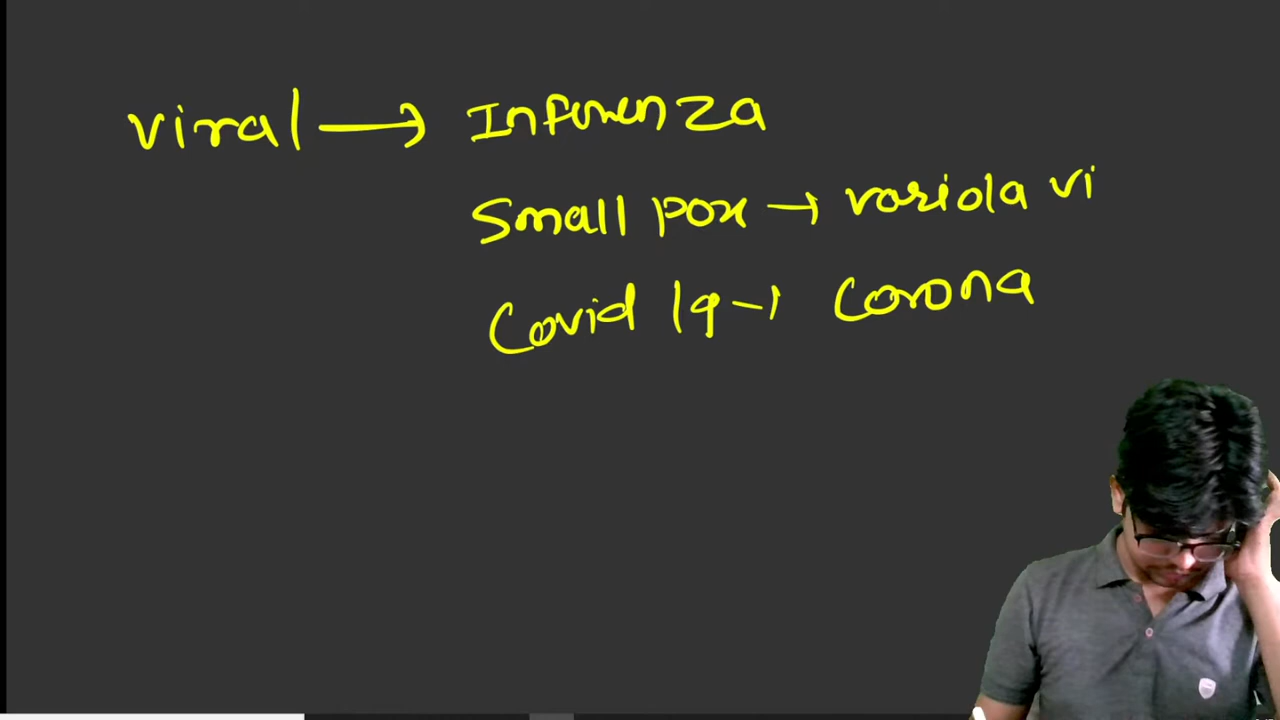 viral → Infuenza
Small pox → variola vi
Covid 19 → Corona